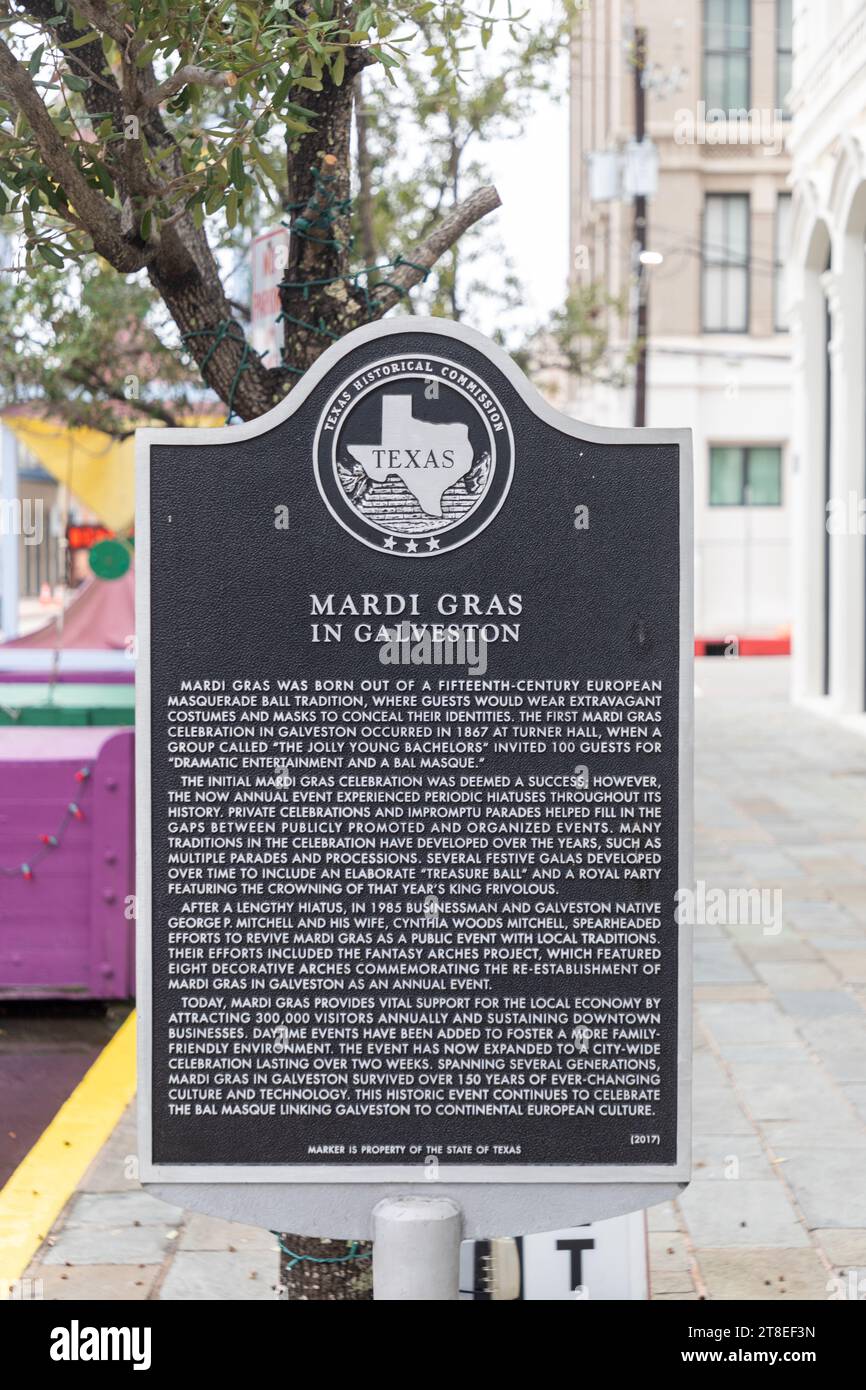 TEXAS HISTORICAL COMMISSION
TEXAS
MARDI GRAS
IN GALVESTON
MARDI GRAS WAS BORN OUT OF A FIFTEENTH-CENTURY EUROPEAN
MASQUERADE BALL TRADITION, WHERE GUESTS WOULD WEAR EXTRAVAGANT
COSTUMES AND MASKS TO CONCEAL THEIR IDENTITIES. THE FIRST MARDI GRAS
CELEBRATION IN GALVESTON OCCURRED IN 1867 AT TURNER HALL, WHEN A
GROUP CALLED "THE JOLLY YOUNG BACHELORS" INVITED 100 GUESTS FOR
"DRAMATIC ENTERTAINMENT AND A BAL MASQUE."
THE INITIAL MARDI GRAS CELEBRATION WAS DEEMED A SUCCESS; HOWEVER,
THE NOW ANNUAL EVENT EXPERIENCED PERIODIC HIATUSES THROUGHOUT ITS
HISTORY. PRIVATE CELEBRATIONS AND IMPROMPTU PARADES HELPED FILL IN THE
GAPS BETWEEN PUBLICLY PROMOTED AND ORGANIZED EVENTS. MANY
TRADITIONS IN THE CELEBRATION HAVE DEVELOPED OVER THE YEARS, SUCH AS
MULTIPLE PARADES AND PROCESSIONS. SEVERAL FESTIVE GALAS DEVELOPED
OVER TIME TO INCLUDE AN ELABORATE "TREASURE BALL" AND A ROYAL PARTY
FEATURING THE CROWNING OF THAT YEAR'S KING FRIVOLOUS.
AFTER A LENGTHY HIATUS, IN 1985 BUSINESSMAN AND GALVESTON NATIVE
GEORGE P. MITCHELL AND HIS WIFE, CYNTHIA WOODS MITCHELL, SPEARHEADED
EFFORTS TO REVIVE MARDI GRAS AS A PUBLIC EVENT WITH LOCAL TRADITIONS.
THEIR EFFORTS INCLUDED THE FANTASY ARCHES PROJECT, WHICH FEATURED
EIGHT DECORATIVE ARCHES COMMEMORATING THE RE-ESTABLISHMENT OF
MARDI GRAS IN GALVESTON AS AN ANNUAL EVENT.
TODAY, MARDI GRAS PROVIDES VITAL SUPPORT FOR THE LOCAL ECONOMY BY
ATTRACTING 300,000 VISITORS ANNUALLY AND SUSTAINING DOWNTOWN
BUSINESSES. DAYTIME EVENTS HAVE BEEN ADDED TO FOSTER A MORE FAMILY-
FRIENDLY ENVIRONMENT. THE EVENT HAS NOW EXPANDED TO A CITY-WIDE
CELEBRATION LASTING OVER TWO WEEKS. SPANNING SEVERAL GENERATIONS,
MARDI GRAS IN GALVESTON SURVIVED OVER 150 YEARS OF EVER-CHANGING
CULTURE AND TECHNOLOGY. THIS HISTORIC EVENT CONTINUES TO CELEBRATE
THE BAL MASQUE LINKING GALVESTON TO CONTINENTAL EUROPEAN CULTURE.
(2017)
MARKER IS PROPERTY OF THE STATE OF TEXAS
T
alamy
Image ID: 2T8EF3N
www.alamy.com